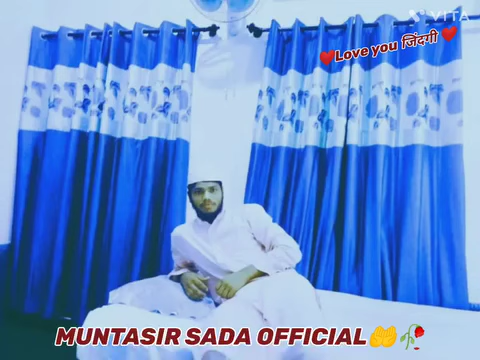 VITA
❤️Love you जिंदगी ❤️
MUNTASIR SADA OFFICIAL🤲🥀